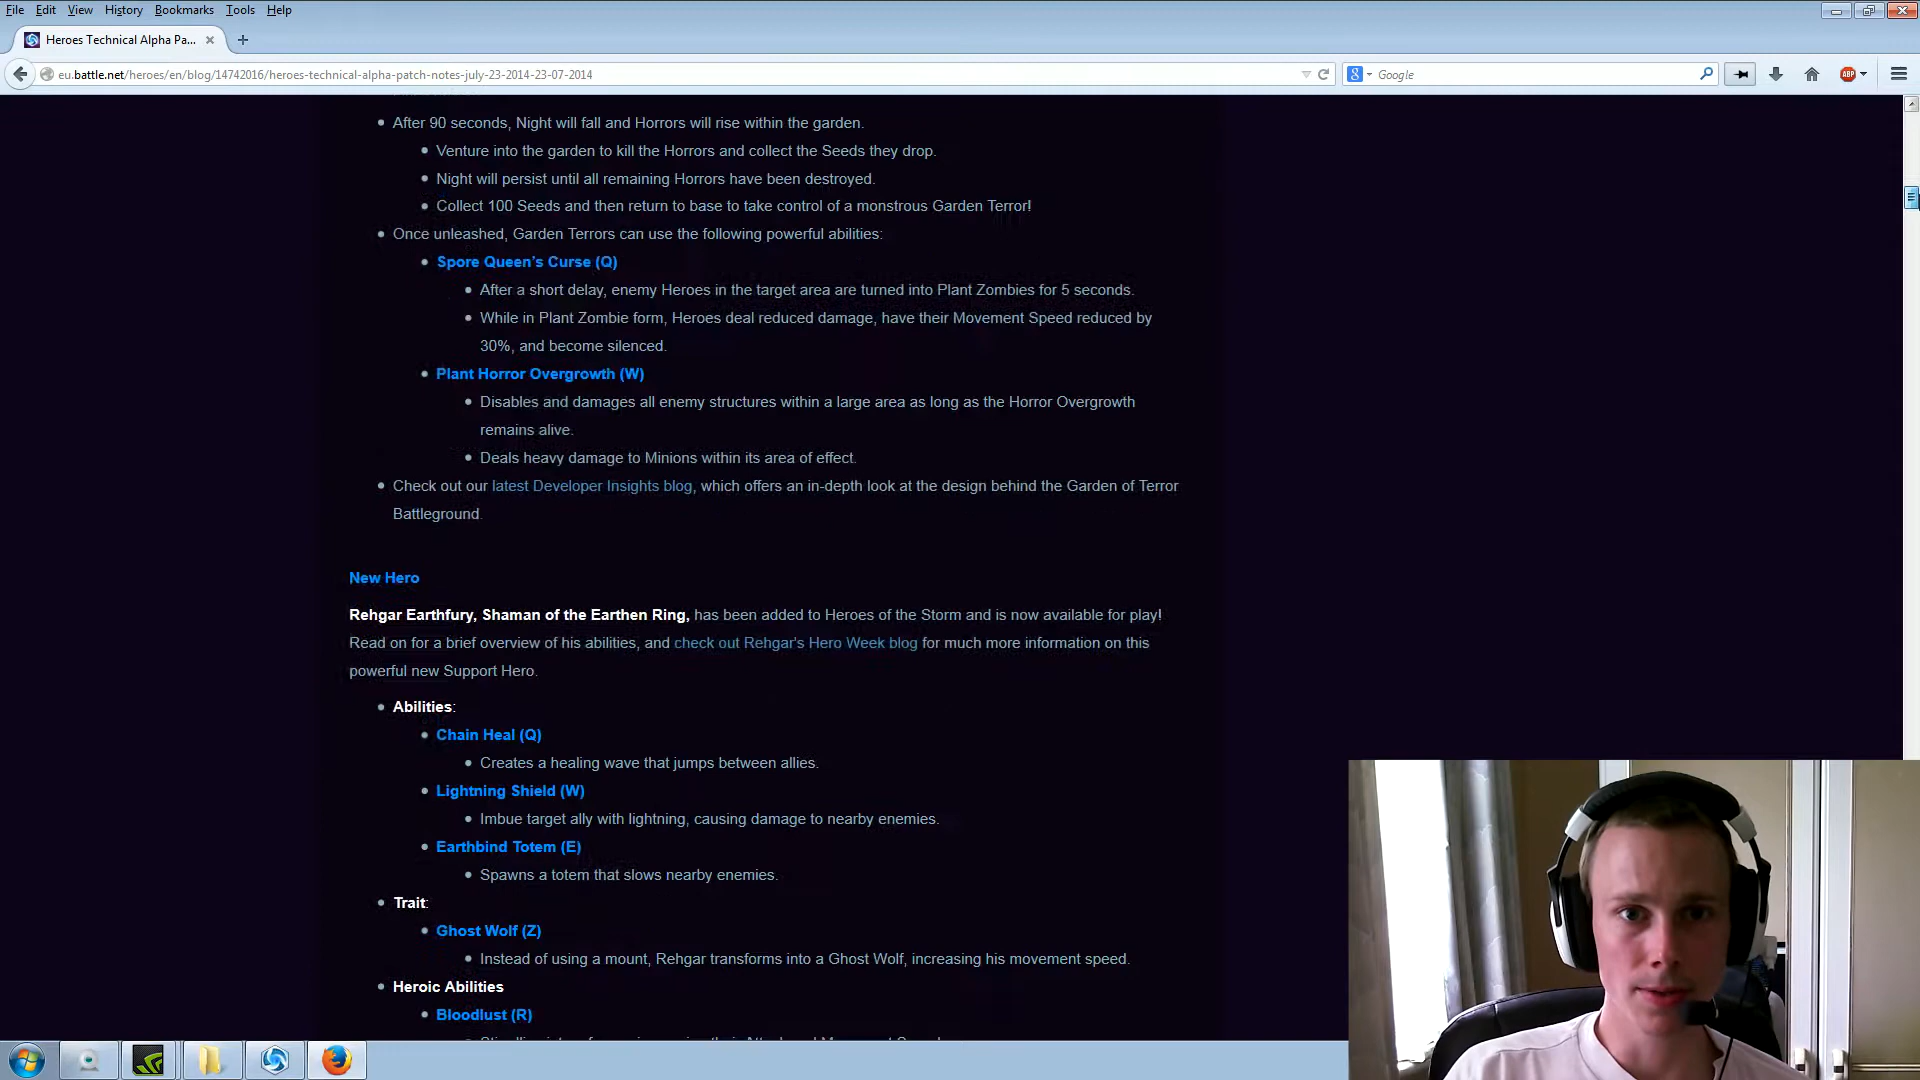 File Edit View History Bookmarks Tools Help
Heroes Technical Alpha Pa...
eu.battle.net/heroes/en/blog/14742016/heroes-technical-alpha-patch-notes-july-23-2014-23-07-2014
Google
ABP
After 90 seconds, Night will fall and Horrors will rise within the garden.
Venture into the garden to kill the Horrors and collect the Seeds they drop.
Night will persist until all remaining Horrors have been destroyed.
Collect 100 Seeds and then return to base to take control of a monstrous Garden Terror!
Once unleashed, Garden Terrors can use the following powerful abilities:
Spore Queen's Curse (Q)
After a short delay, enemy Heroes in the target area are turned into Plant Zombies for 5 seconds.
While in Plant Zombie form, Heroes deal reduced damage, have their Movement Speed reduced by
30%, and become silenced.
Plant Horror Overgrowth (W)
Disables and damages all enemy structures within a large area as long as the Horror Overgrowth
remains alive.
Deals heavy damage to Minions within its area of effect.
Check out our latest Developer Insights blog, which offers an in-depth look at the design behind the Garden of Terror
Battleground.
New Hero
Rehgar Earthfury, Shaman of the Earthen Ring, has been added to Heroes of the Storm and is now available for play!
Read on for a brief overview of his abilities, and check out Rehgar's Hero Week blog for much more information on this
powerful new Support Hero.
Abilities:
Chain Heal (Q)
Creates a healing wave that jumps between allies.
Lightning Shield (W)
Imbue target ally with lightning, causing damage to nearby enemies.
Earthbind Totem (E)
Spawns a totem that slows nearby enemies.
Trait:
Ghost Wolf (Z)
Instead of using a mount, Rehgar transforms into a Ghost Wolf, increasing his movement speed.
Heroic Abilities
Bloodlust (R)